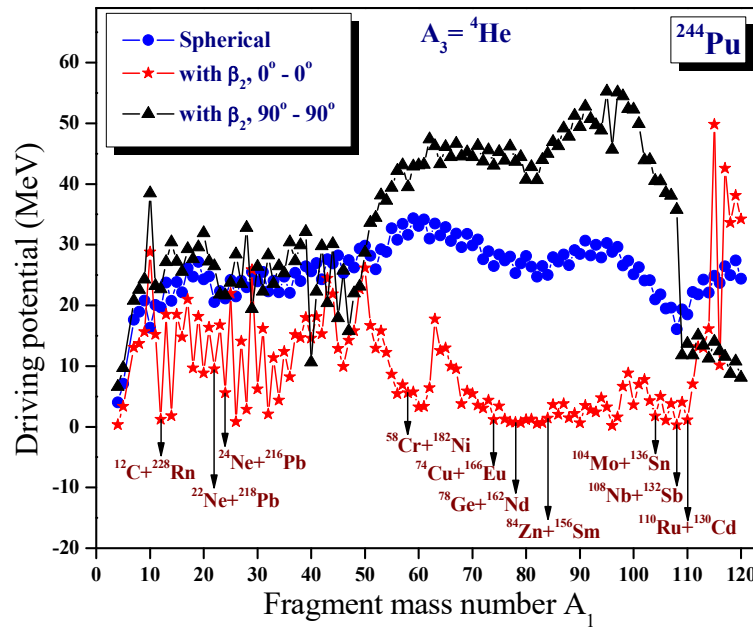 A₃= ⁴He
²⁴⁴Pu
Spherical
with β₂, 0° - 0°
with β₂, 90° - 90°
Driving potential (MeV)
60
50
40
30
20
10
0
-10
-20
¹²C+²²⁸Rn
²⁴Ne+²¹⁶Pb
²²Ne+²¹⁸Pb
⁵⁸Cr+¹⁸²Ni
⁷⁴Cu+¹⁶⁶Eu
⁷⁸Ge+¹⁶²Nd
⁸⁴Zn+¹⁵⁶Sm
¹⁰⁴Mo+¹³⁶Sn
¹⁰⁸Nb+¹³²Sb
¹¹⁰Ru+¹³⁰Cd
0 10 20 30 40 50 60 70 80 90 100 110 120
Fragment mass number A₁